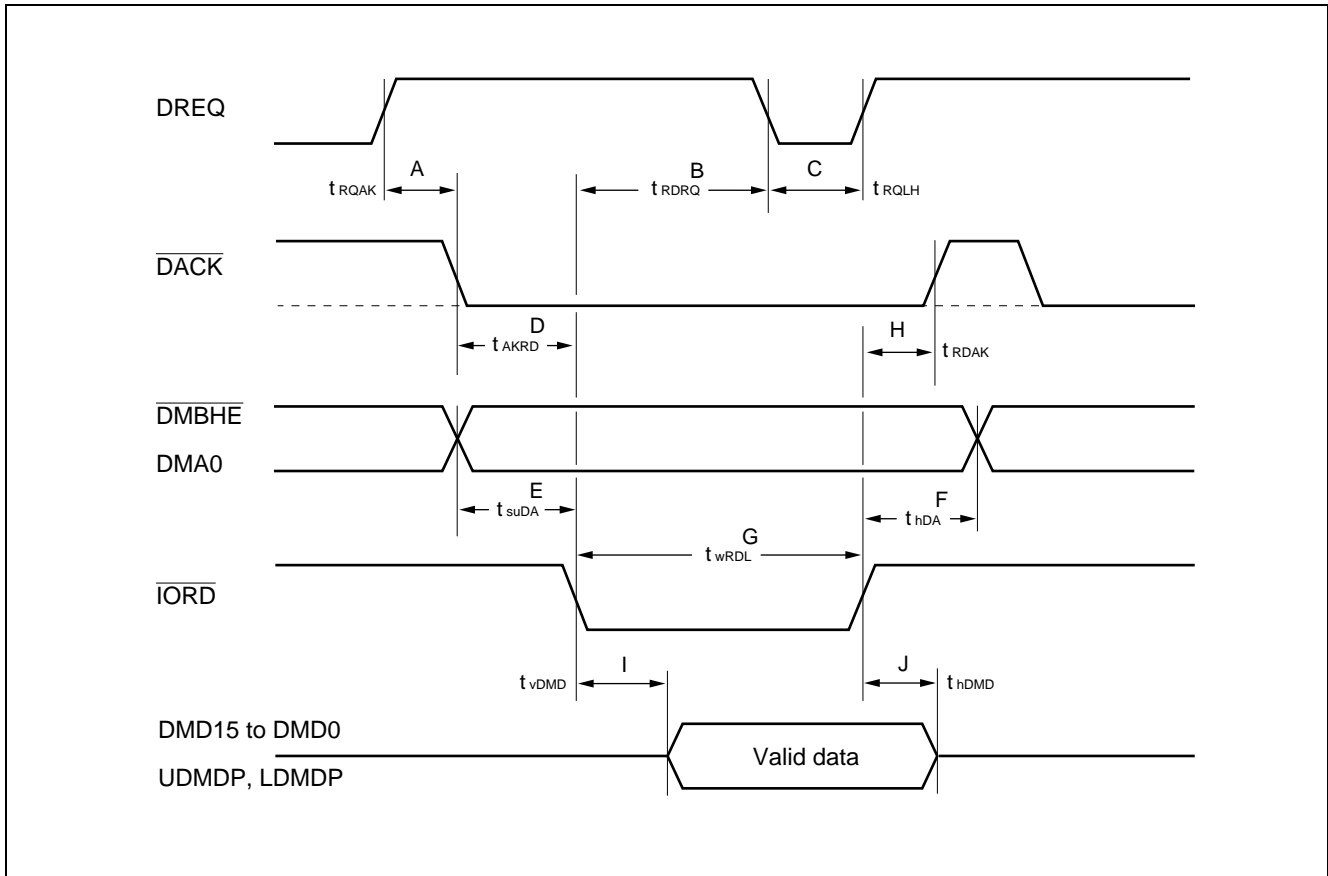 DREQ
A
B
C
t RQAK
t RDRQ
t RQLH
DACK
D
t AKRD
H
t RDAK
DMBHE
DMA0
E
t suDA
F
t hDA
G
t wRDL
IORD
I
t vDMD
J
t hDMD
DMD15 to DMD0
Valid data
UDMDP, LDMDP